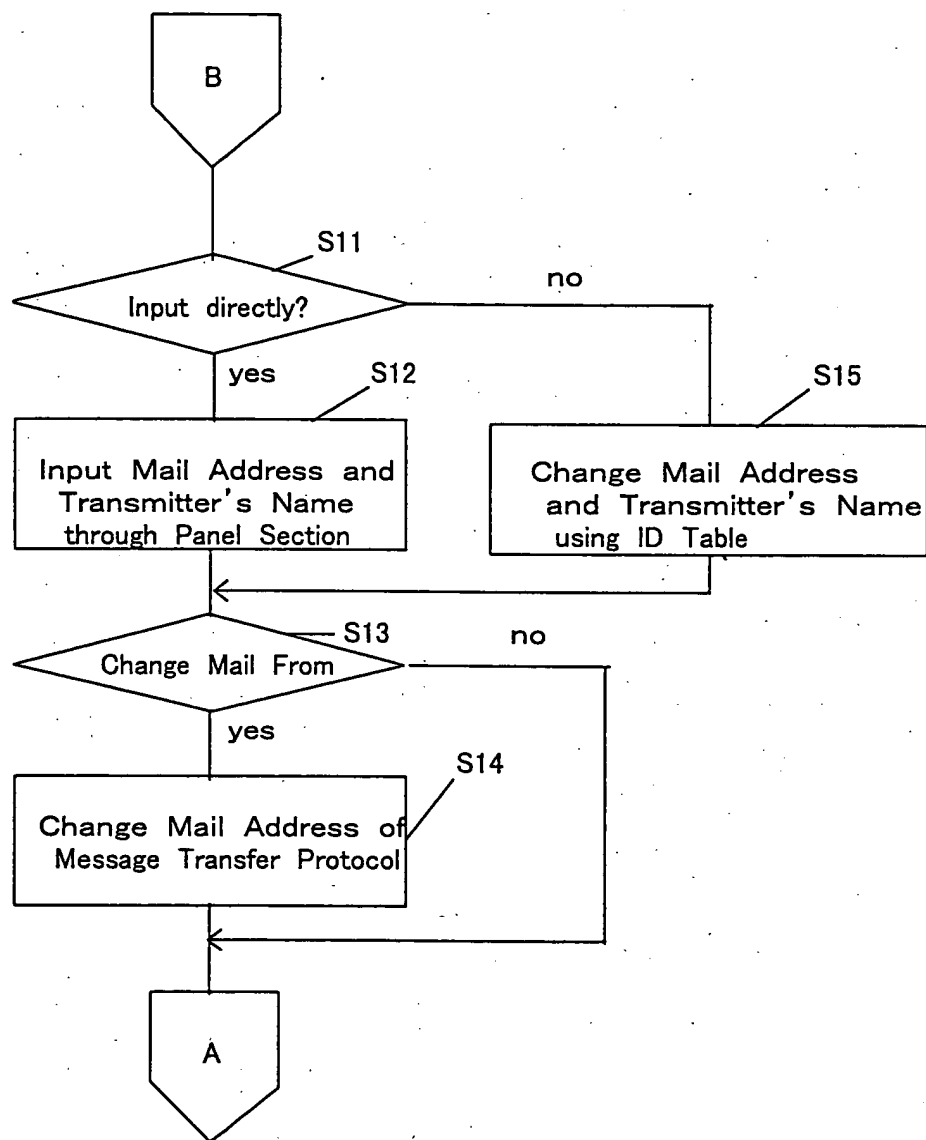 B
S11
no
Input directly?
yes
S12
S15
Input Mail Address and
Transmitter's Name
through Panel Section
Change Mail Address
and Transmitter's Name
using ID Table
S13
no
Change Mail From
yes
S14
Change Mail Address of
Message Transfer Protocol
A